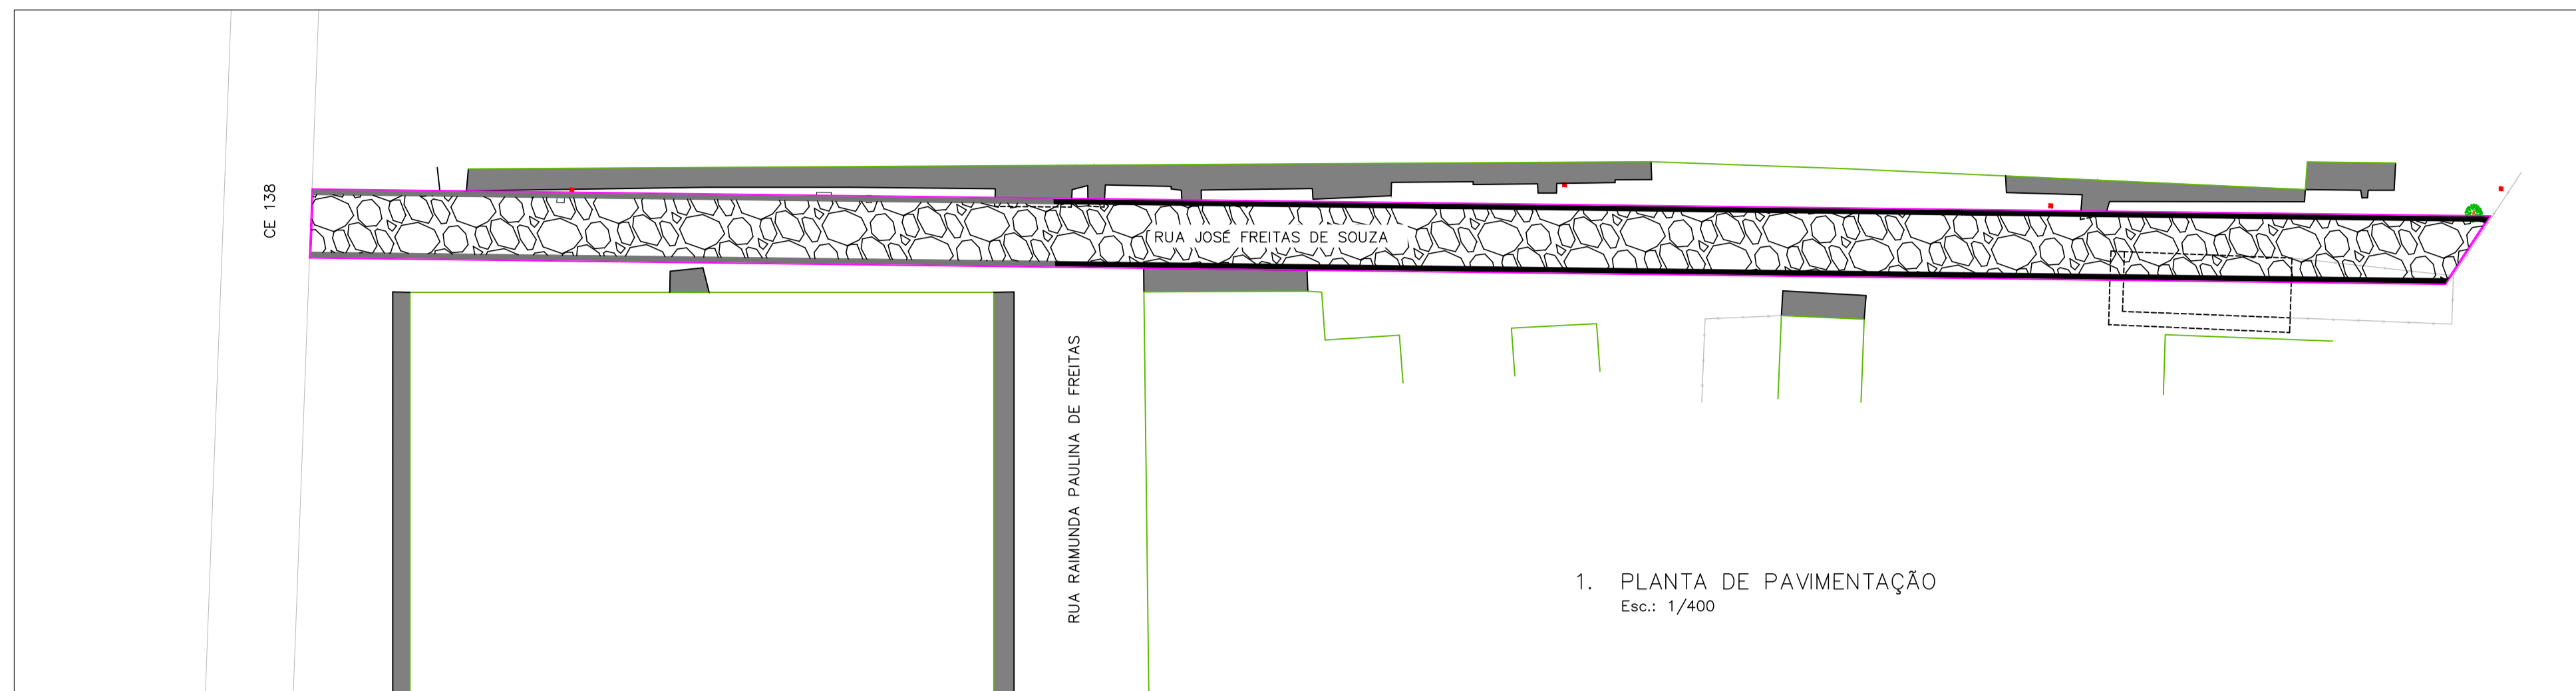 CE 138
RUA JOSÉ FREITAS DE SOUZA
RUA RAIMUNDA PAULINA DE FREITAS
1. PLANTA DE PAVIMENTAÇÃO
Esc.: 1/400